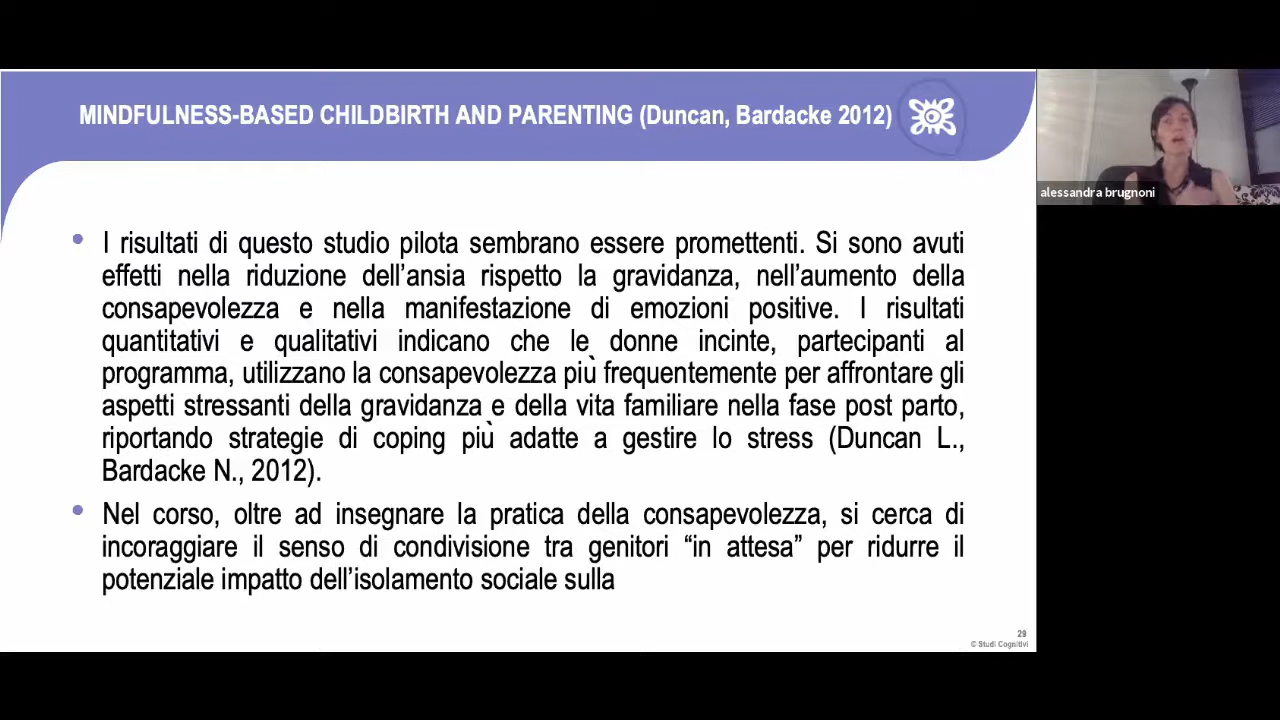 MINDFULNESS-BASED CHILDBIRTH AND PARENTING (Duncan, Bardacke 2012)
alessandra brugnoni
• I risultati di questo studio pilota sembrano essere promettenti. Si sono avuti
effetti nella riduzione dell’ansia rispetto la gravidanza, nell’aumento della
consapevolezza e nella manifestazione di emozioni positive. I risultati
quantitativi e qualitativi indicano che le donne incinte, partecipanti al
programma, utilizzano la consapevolezza più frequentemente per affrontare gli
aspetti stressanti della gravidanza e della vita familiare nella fase post parto,
riportando strategie di coping più adatte a gestire lo stress (Duncan L.,
Bardacke N., 2012).
• Nel corso, oltre ad insegnare la pratica della consapevolezza, si cerca di
incoraggiare il senso di condivisione tra genitori “in attesa” per ridurre il
potenziale impatto dell’isolamento sociale sulla
29
© Studi Cognitivi